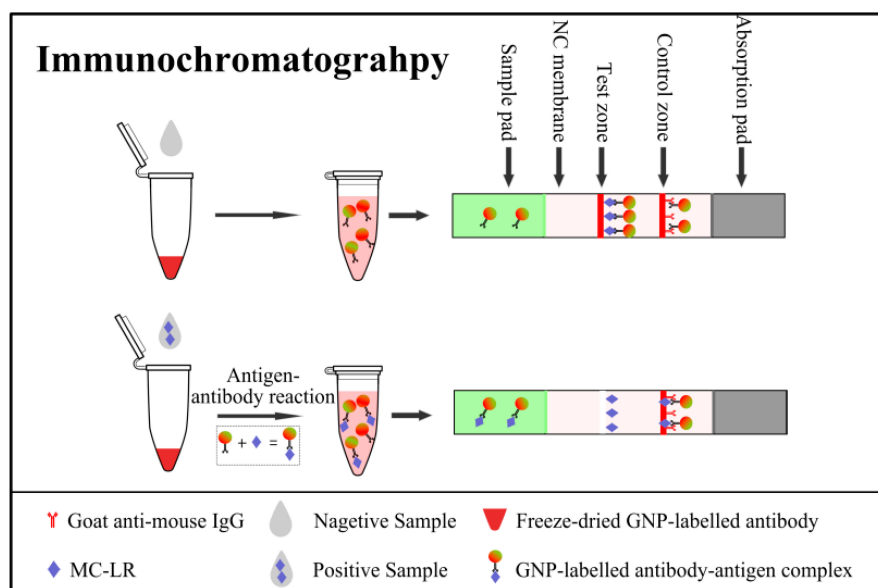 Immunochromatograhpy
Sample pad
NC membrane
Test zone
Control zone
Absorption pad
Antigen-
antibody reaction
+ =
Goat anti-mouse IgG
Nagetive Sample
Freeze-dried GNP-labelled antibody
MC-LR
Positive Sample
GNP-labelled antibody-antigen complex